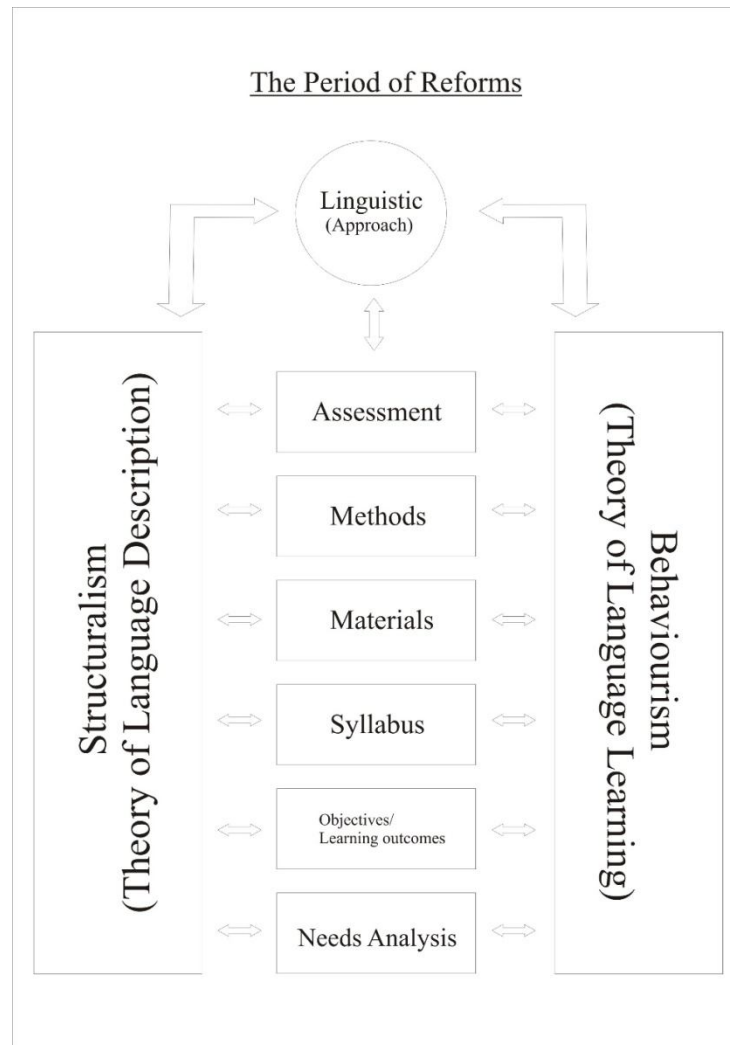 The Period of Reforms
Linguistic
(Approach)
Structuralism
(Theory of Language Description)
Assessment
Methods
Materials
Syllabus
Objectives/
Learning outcomes
Needs Analysis
Behaviourism
(Theory of Language Learning)